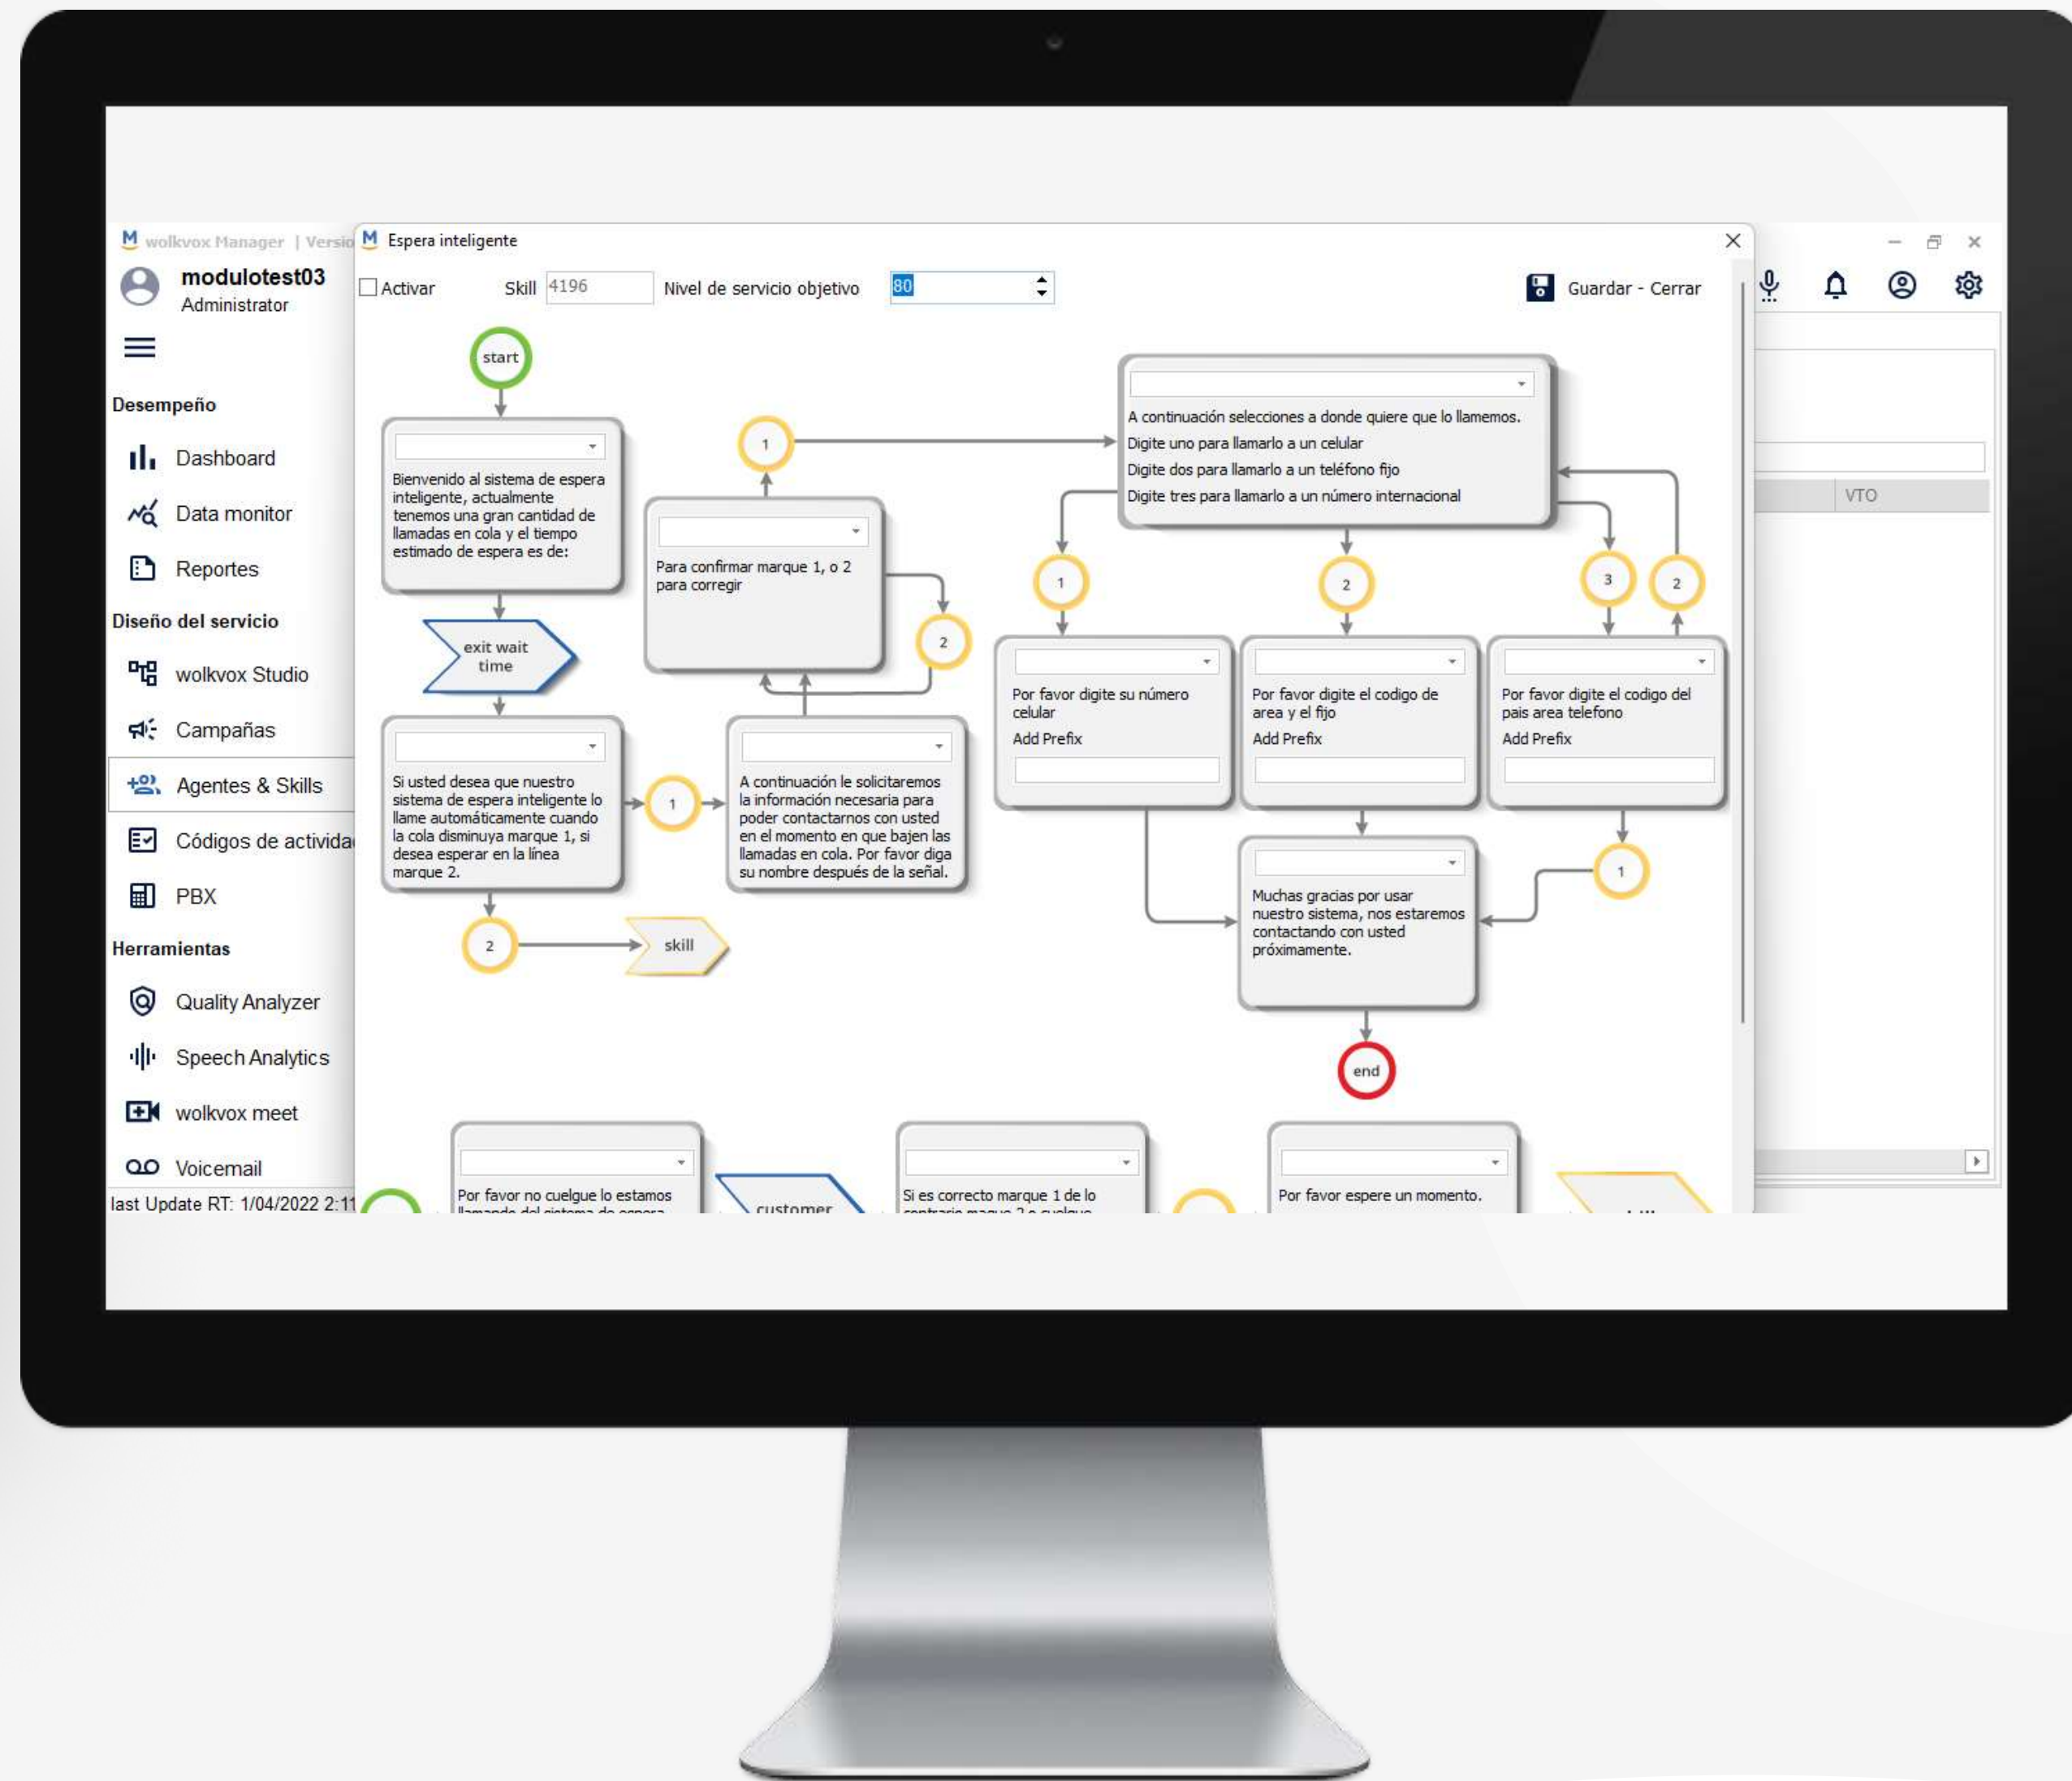 M wolkvox Manager | Versio
modulotest03
Administrator
Desempeño
Dashboard
Data monitor
Reportes
Diseño del servicio
wolkvox Studio
Campañas
Agentes & Skills
Códigos de activida
PBX
Herramientas
Quality Analyzer
Speech Analytics
wolkvox meet
Voicemail
last Update RT: 1/04/2022 2:11
M Espera inteligente
Activar Skill 4196 Nivel de servicio objetivo 80 Guardar - Cerrar
VTO
start
Bienvenido al sistema de espera
inteligente, actualmente
tenemos una gran cantidad de
llamadas en cola y el tiempo
estimado de espera es de:
exit wait
time
Si usted desea que nuestro
sistema de espera inteligente lo
llame automáticamente cuando
la cola disminuya marque 1, si
desea esperar en la línea
marque 2.
2
skill
1
A continuación le solicitaremos
la información necesaria para
poder contactarnos con usted
en el momento en que bajen las
llamadas en cola. Por favor diga
su nombre después de la señal.
Para confirmar marque 1, o 2
para corregir
2
1
A continuación selecciones a donde quiere que lo llamemos.
Digite uno para llamarlo a un celular
Digite dos para llamarlo a un teléfono fijo
Digite tres para llamarlo a un número internacional
1
2
3
2
Por favor digite su número
celular
Add Prefix
Por favor digite el codigo de
area y el fijo
Add Prefix
Por favor digite el codigo del
pais area telefono
Add Prefix
1
Muchas gracias por usar
nuestro sistema, nos estaremos
contactando con usted
próximamente.
end
Por favor no cuelgue lo estamos
llamando del sistema de espera
customer
Si es correcto marque 1 de lo
contrario maque 2 o cuelgue
Por favor espere un momento.